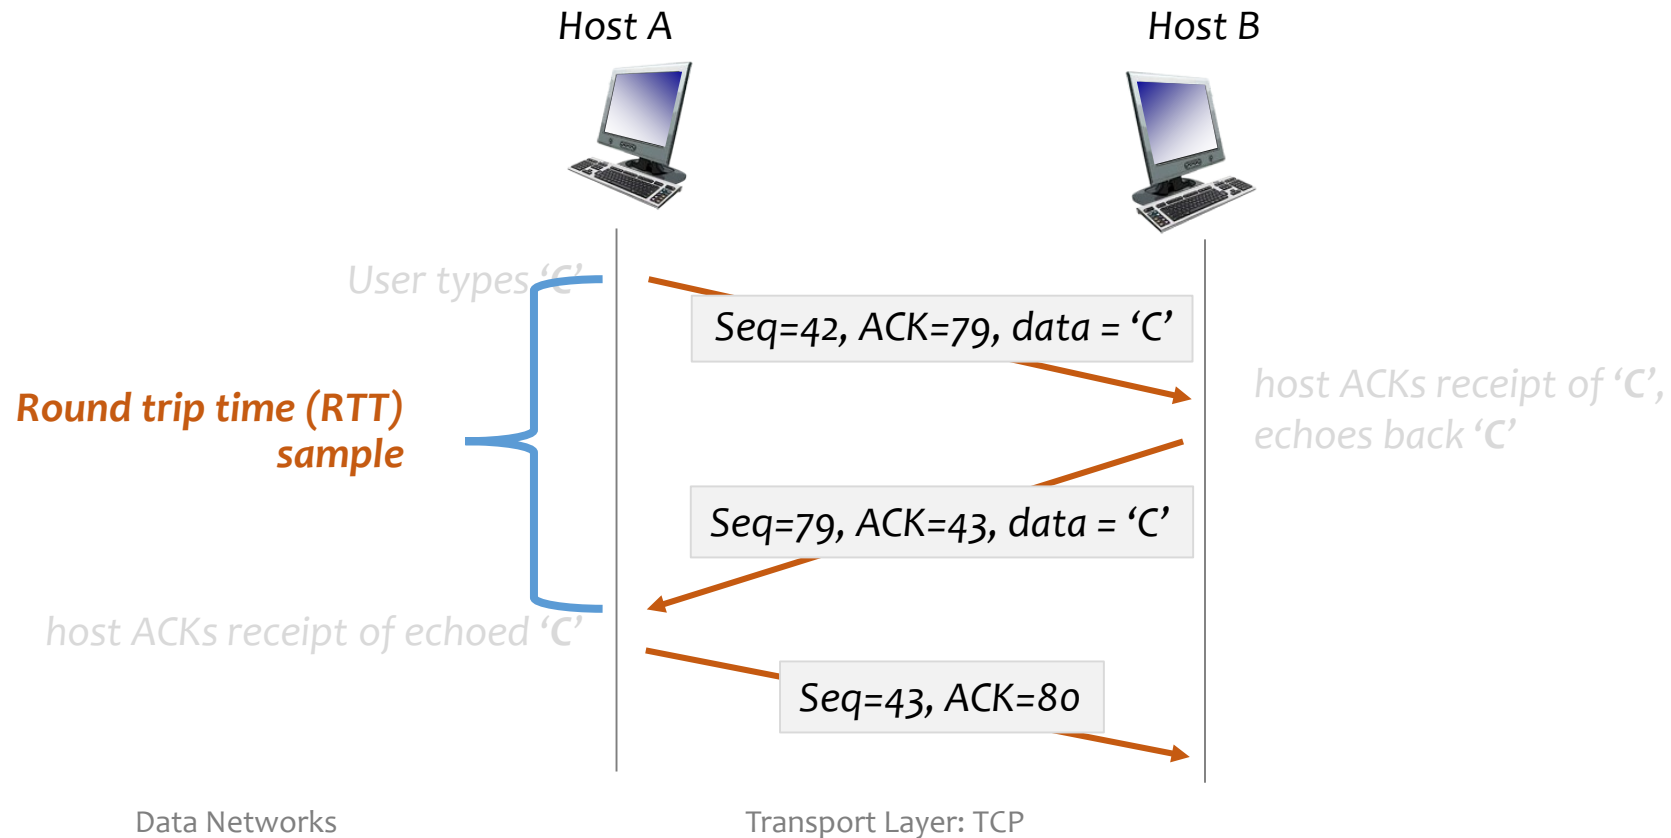 Host A
Host B
User types ‘C’
Seq=42, ACK=79, data = ‘C’
host ACKs receipt of ‘C’,
echoes back ‘C’
Round trip time (RTT)
sample
Seq=79, ACK=43, data = ‘C’
host ACKs receipt of echoed ‘C’
Seq=43, ACK=80
Data Networks
Transport Layer: TCP